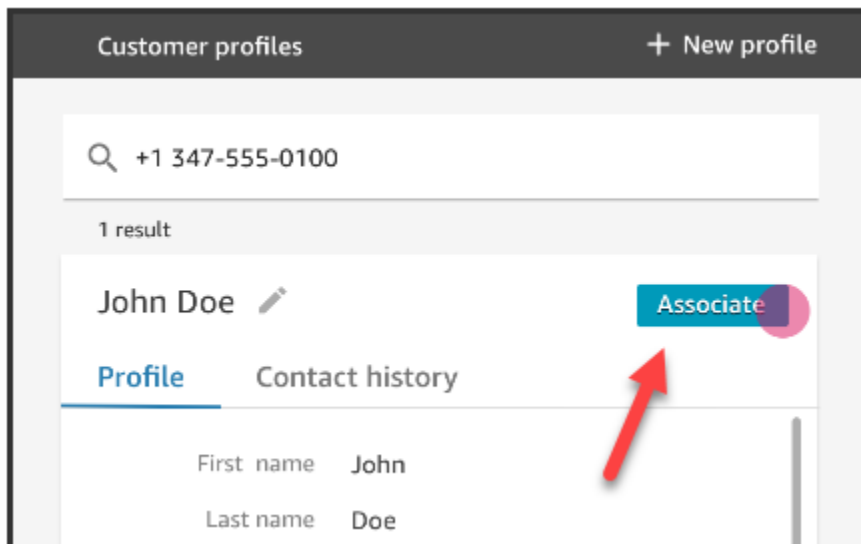 Customer profiles + New profile
+1 347-555-0100
1 result
John Doe Associate
Profile Contact history
First name John
Last name Doe